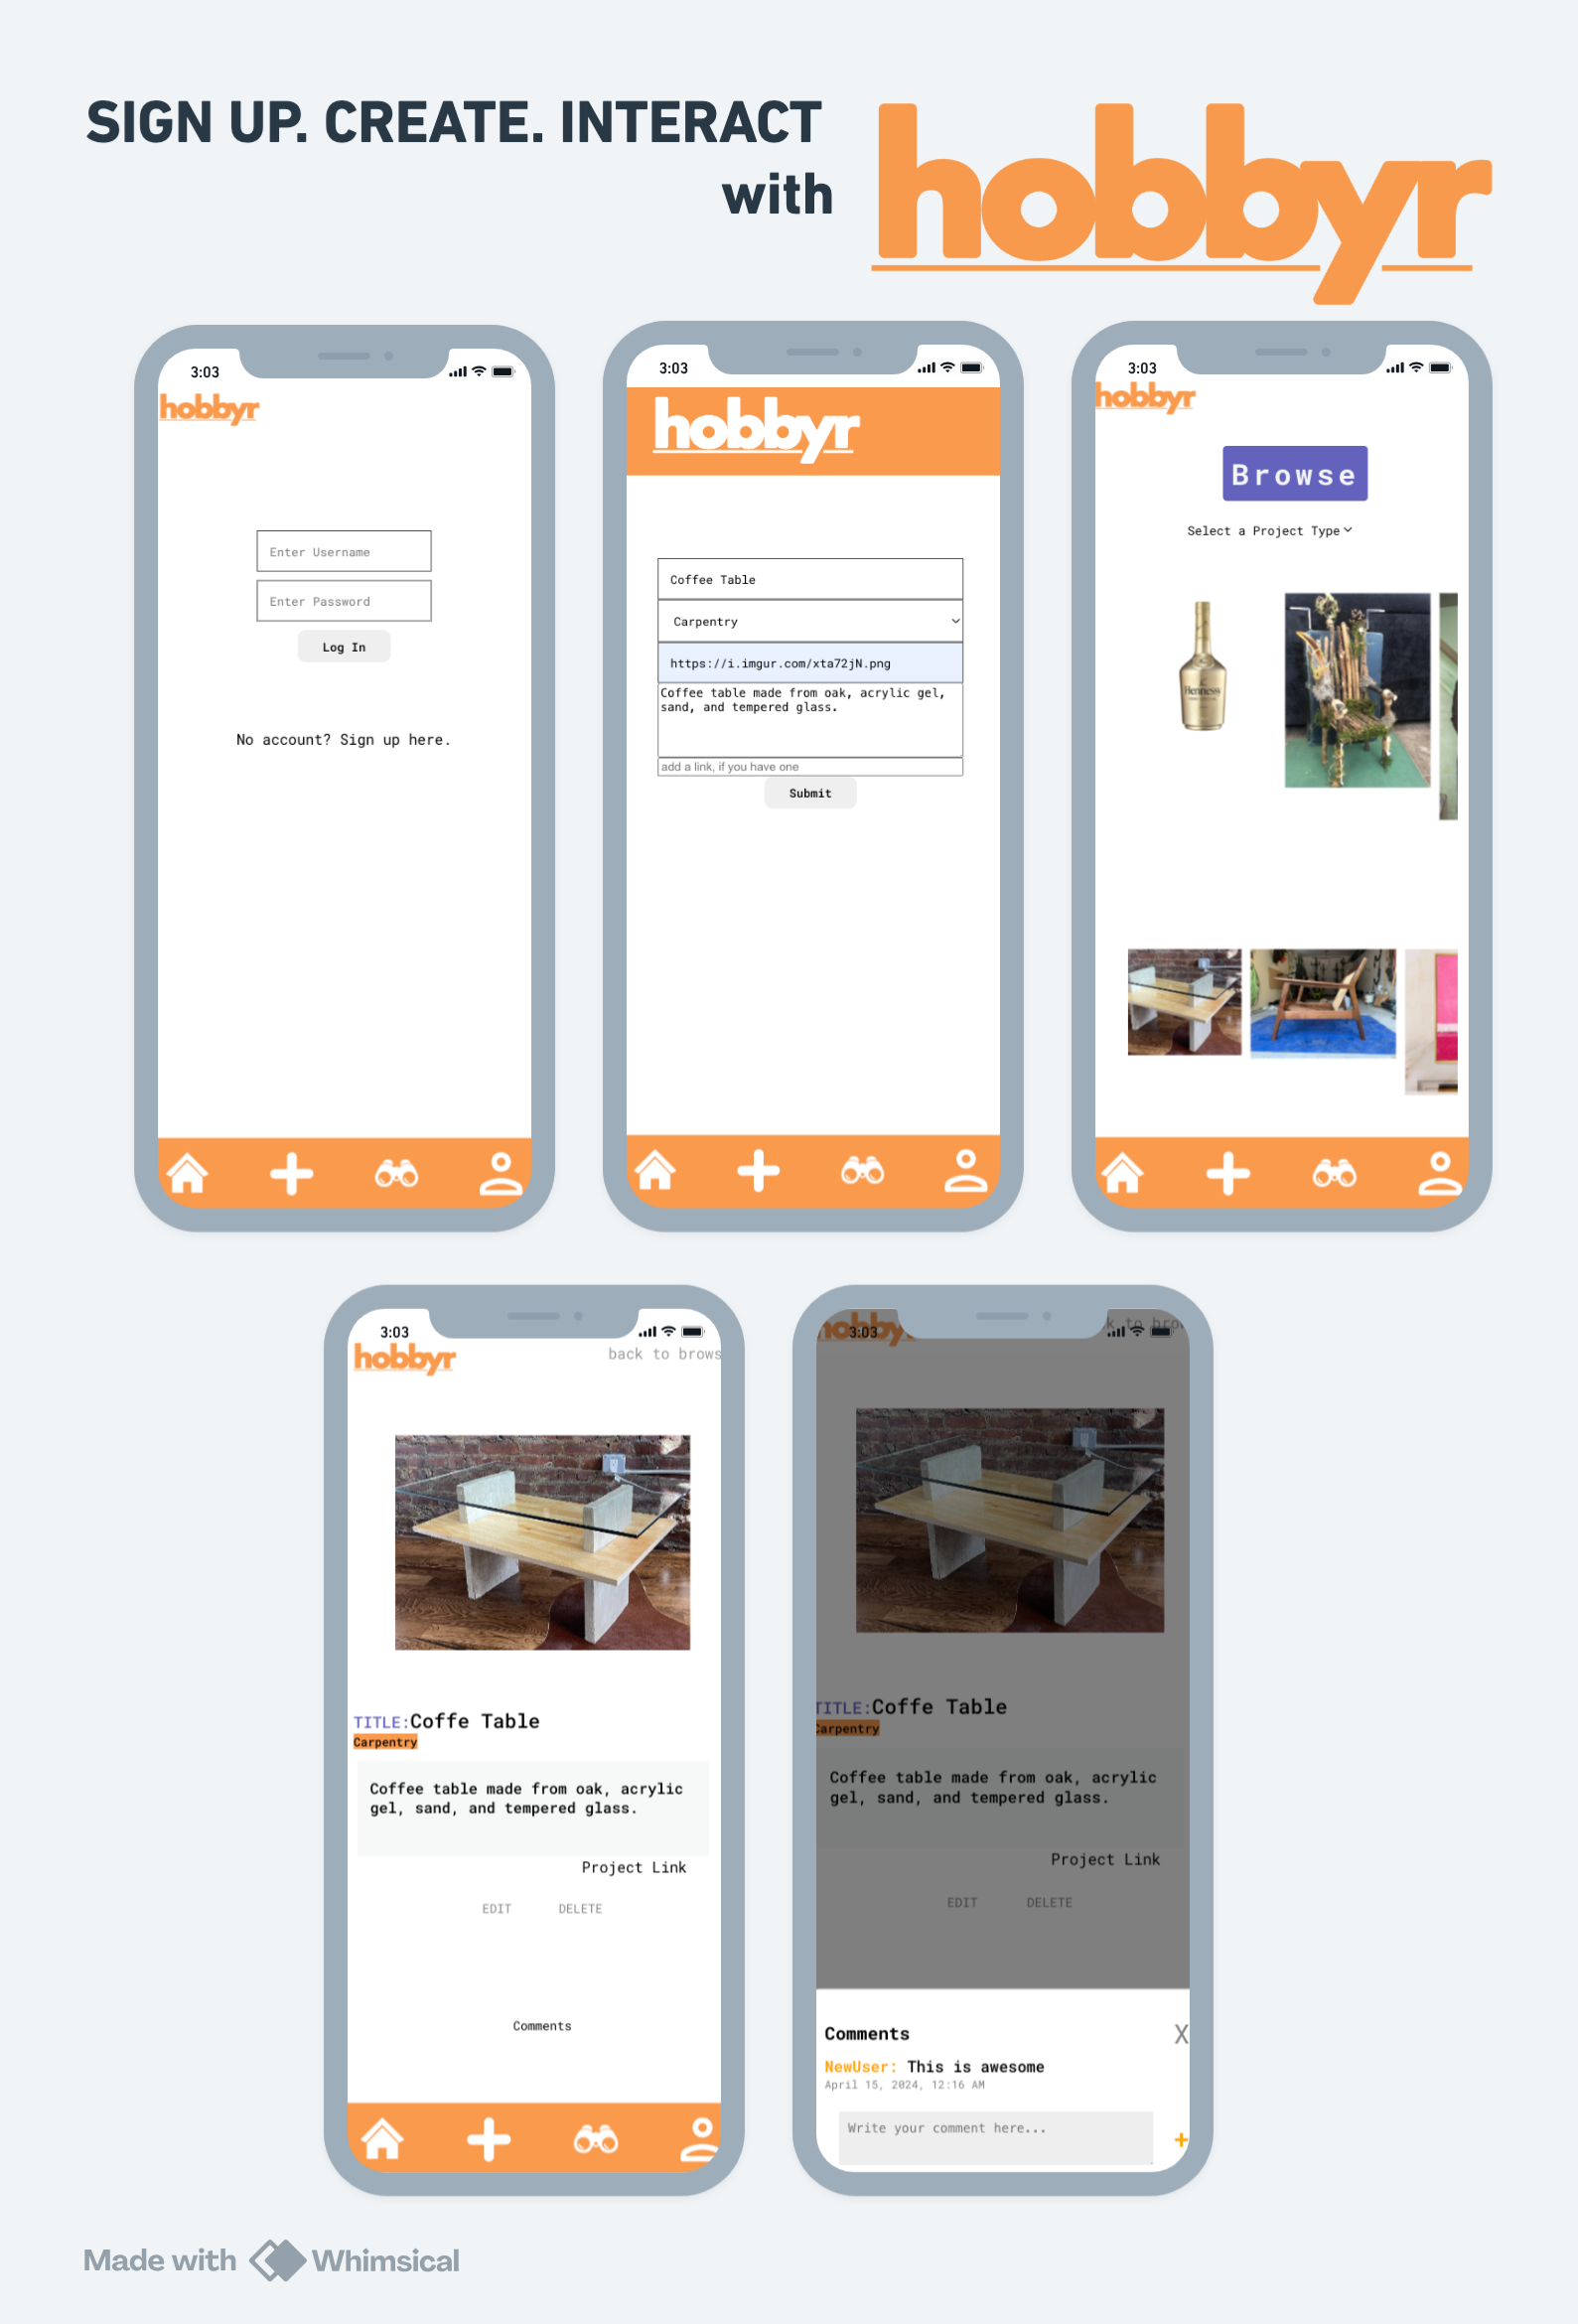 SIGN UP. CREATE. INTERACT
with
hobbyr
3:03
hobbyr
Enter Username
Enter Password
Log In
No account? Sign up here.
3:03
hobbyr
Coffee Table
Carpentry
https://i.imgur.com/xta72jN.png
Coffee table made from oak, acrylic gel,
sand, and tempered glass.
add a link, if you have one
Submit
3:03
hobbyr
Browse
Select a Project Type
Hennessy
3:03
hobbyr
back to brows
TITLE:Coffe Table
Carpentry
Coffee table made from oak, acrylic
gel, sand, and tempered glass.
Project Link
EDIT DELETE
Comments
3:03
hobbyr
k to brow
TITLE:Coffe Table
Carpentry
Coffee table made from oak, acrylic
gel, sand, and tempered glass.
Project Link
EDIT DELETE
Comments X
NewUser: This is awesome
April 15, 2024, 12:16 AM
Write your comment here...
+
Made with Whimsical